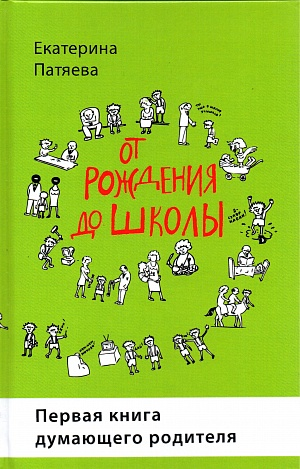 Екатерина
Патяева
ОТ
РОЖДЕНИЯ
ДО ШКОЛЫ
Первая книга
думающего родителя